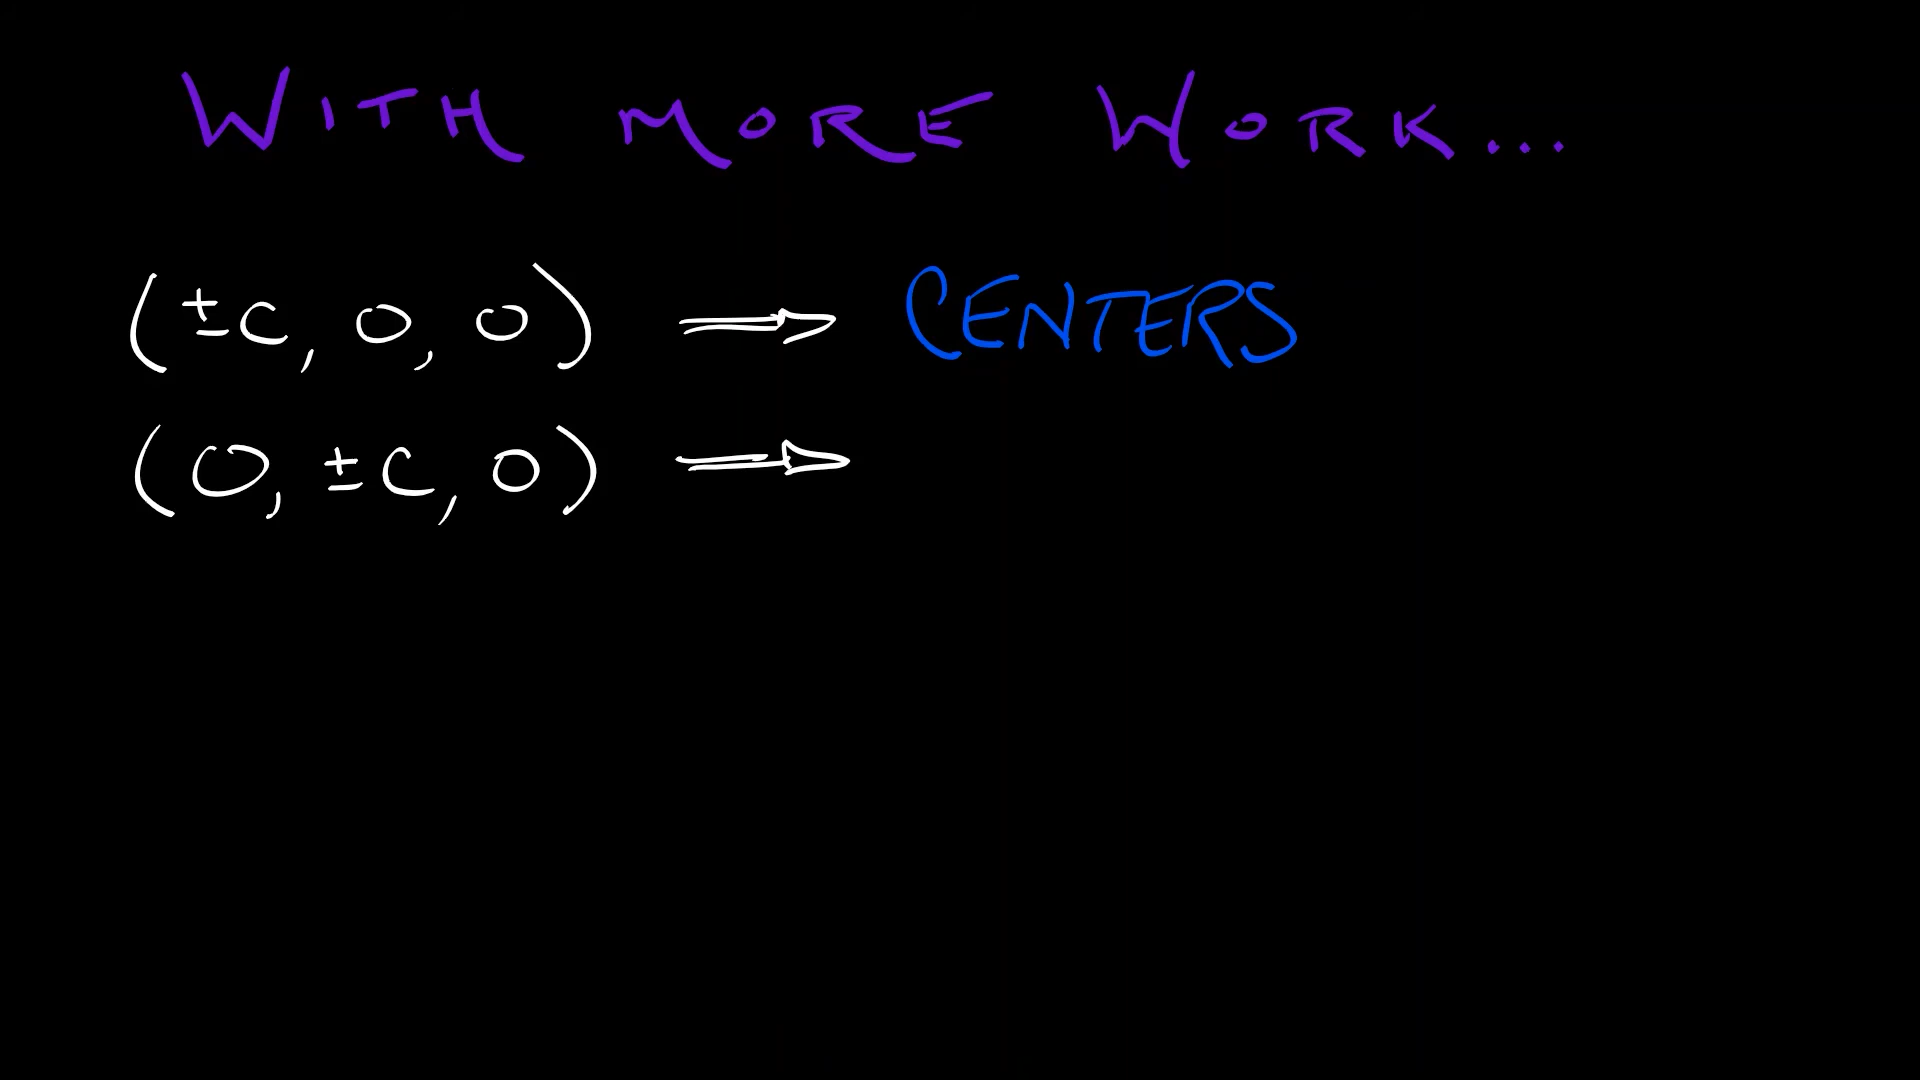 WITH MORE WORK...
(±C, 0, 0) ⇒ CENTERS
(0, ±C, 0) ⇒